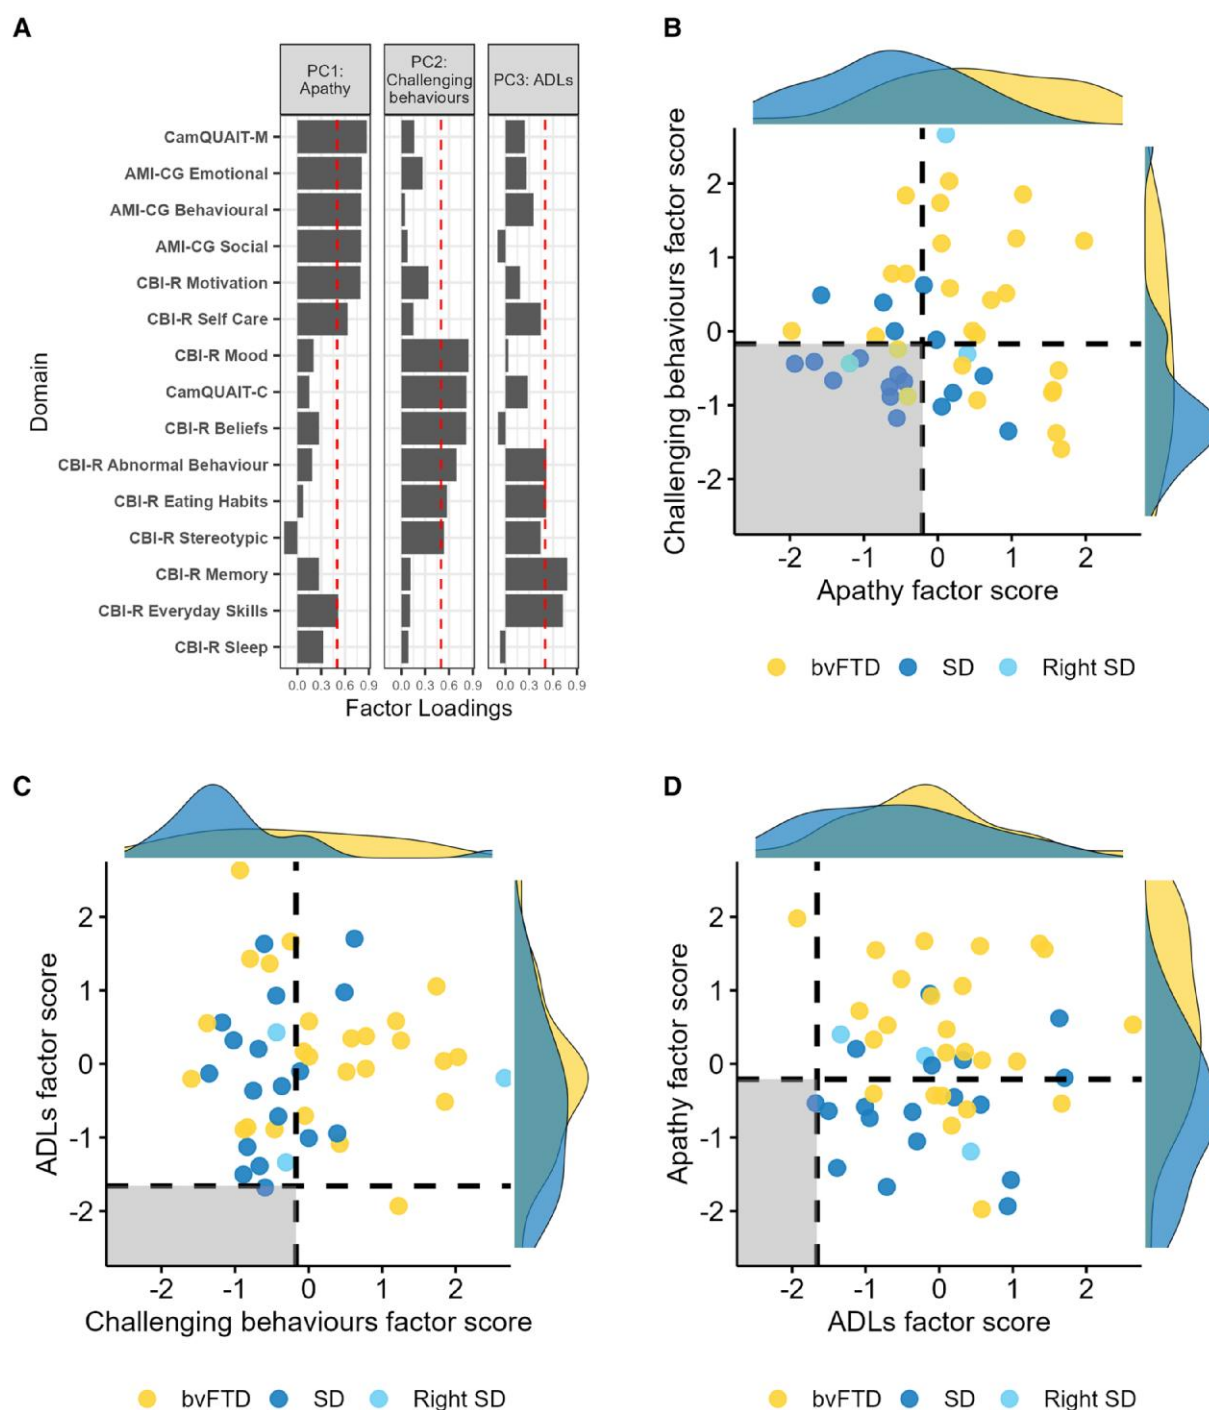 A
PC1:
Apathy
PC2:
Challenging
behaviours
PC3: ADLs
Domain
CamQUAIT-M
AMI-CG Emotional
AMI-CG Behavioural
AMI-CG Social
CBI-R Motivation
CBI-R Self Care
CBI-R Mood
CamQUAIT-C
CBI-R Beliefs
CBI-R Abnormal Behaviour
CBI-R Eating Habits
CBI-R Stereotypic
CBI-R Memory
CBI-R Everyday Skills
CBI-R Sleep
0.0 0.3 0.6 0.9 0.0 0.3 0.6 0.9 0.0 0.3 0.6 0.9
Factor Loadings
B
Challenging behaviours factor score
2
1
0
-1
-2
-2 -1 0 1 2
Apathy factor score
bvFTD SD Right SD
C
ADLs factor score
2
1
0
-1
-2
-2 -1 0 1 2
Challenging behaviours factor score
bvFTD SD Right SD
D
Apathy factor score
2
1
0
-1
-2
-2 -1 0 1 2
ADLs factor score
bvFTD SD Right SD